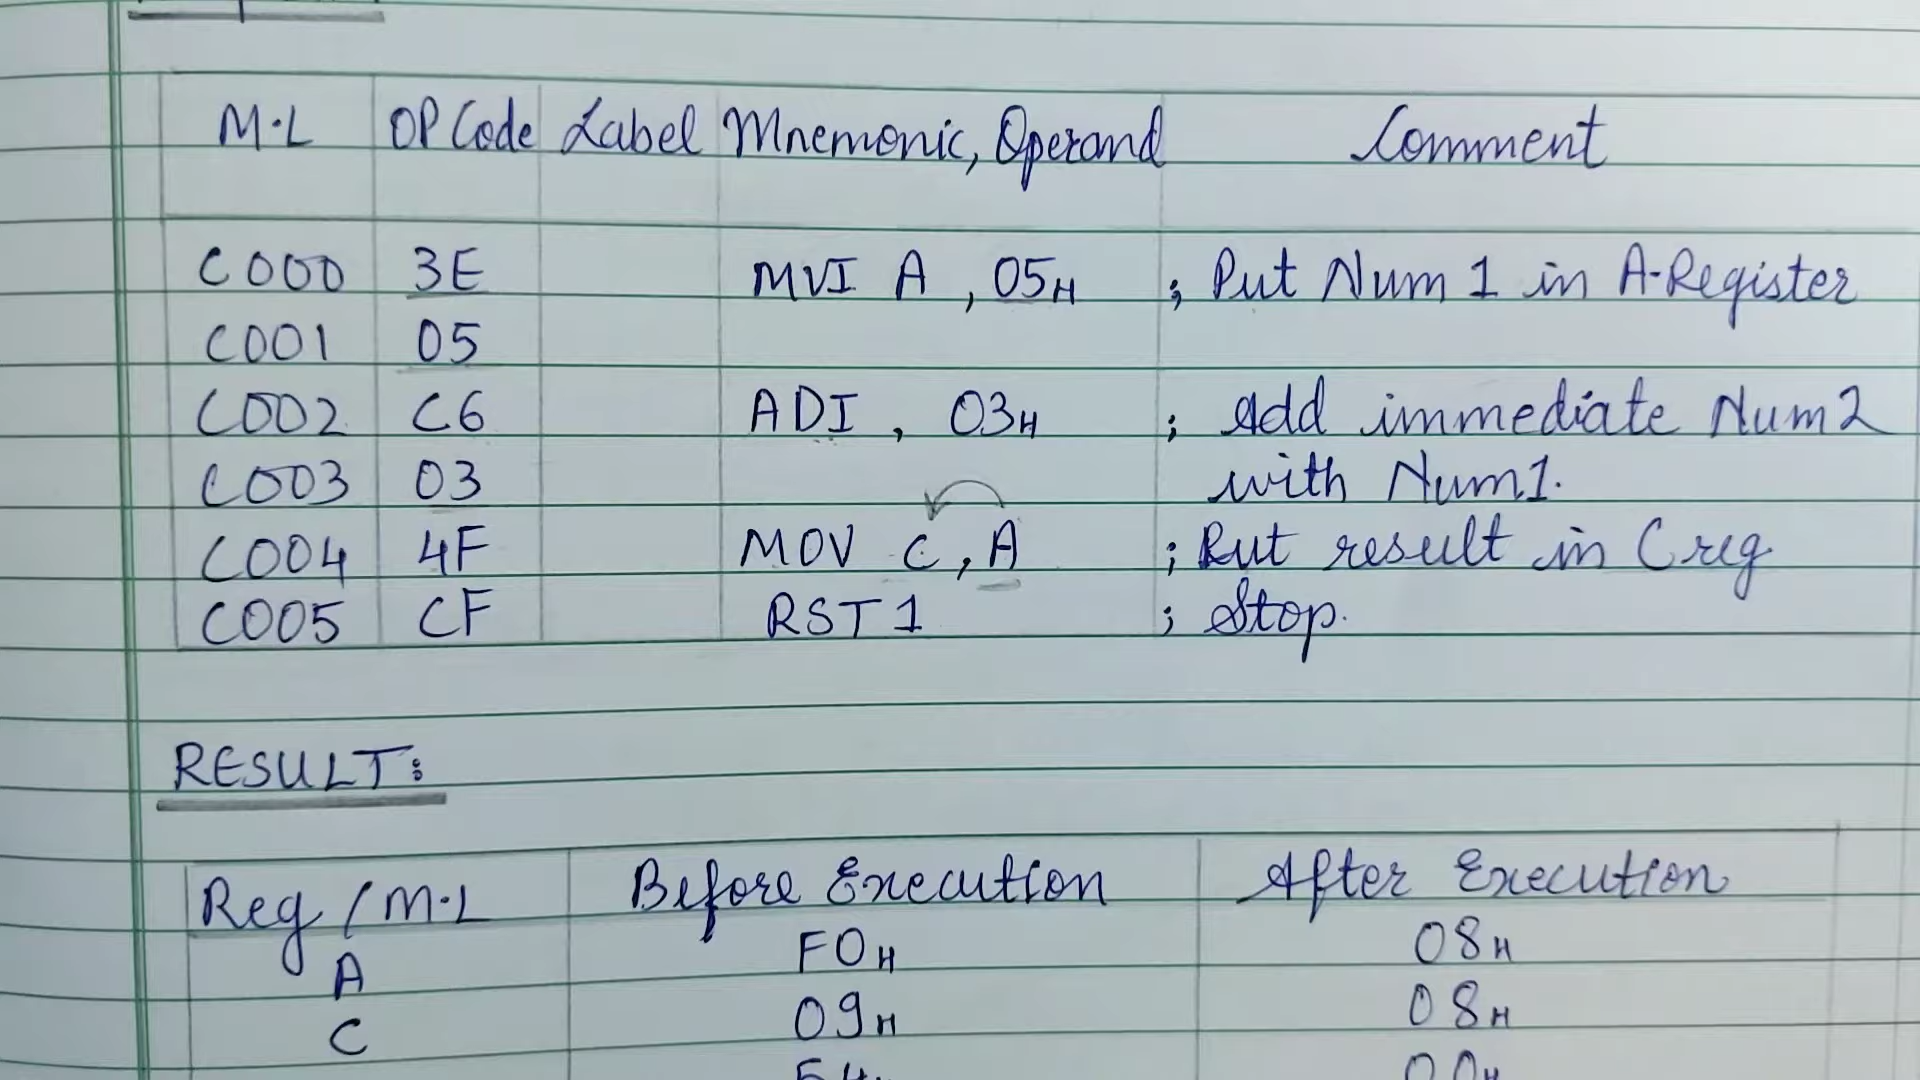 M·L OP Code Label Mnemonic, Operand Comment
C000 3E MVI A , 05H ; Put Num 1 in A-Register
C001 05
C002 C6 ADI , 03H ; Add immediate Num2
C003 03 with Num1.
C004 4F MOV C , A ; Put result in C reg
C005 CF RST 1 ; Stop.
RESULT:
Reg / M·L Before Execution After Execution
A F0H 08H
C 09H 08H